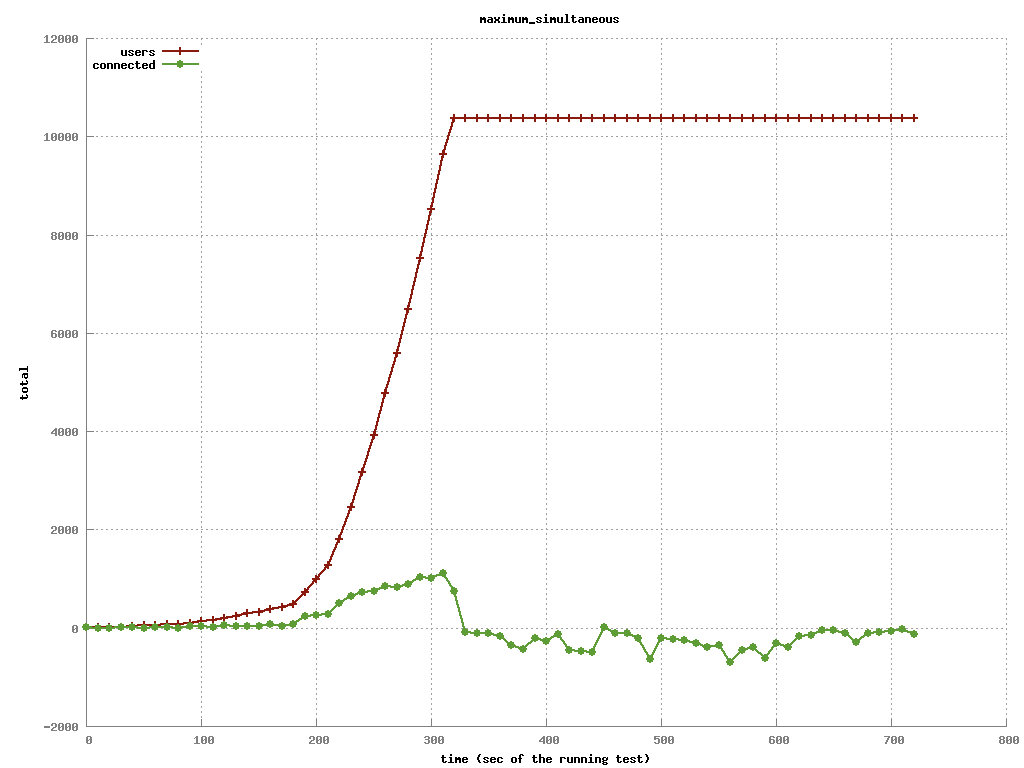 maximum_simultaneous
12000
10000
8000
6000
4000
2000
0
-2000
total
users
connected
0 100 200 300 400 500 600 700 800
time (sec of the running test)